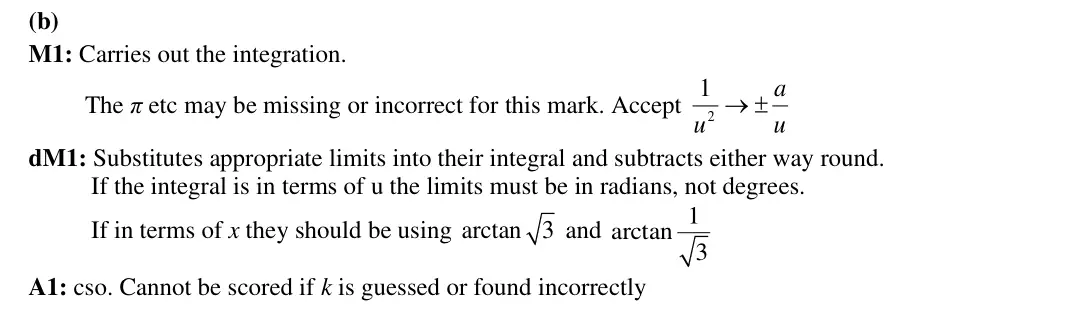 (b)
M1: Carries out the integration.
The π etc may be missing or incorrect for this mark. Accept 1/u² → ± a/u
dM1: Substitutes appropriate limits into their integral and subtracts either way round.
If the integral is in terms of u the limits must be in radians, not degrees.
If in terms of x they should be using arctan √3 and arctan 1/√3
A1: cso. Cannot be scored if k is guessed or found incorrectly